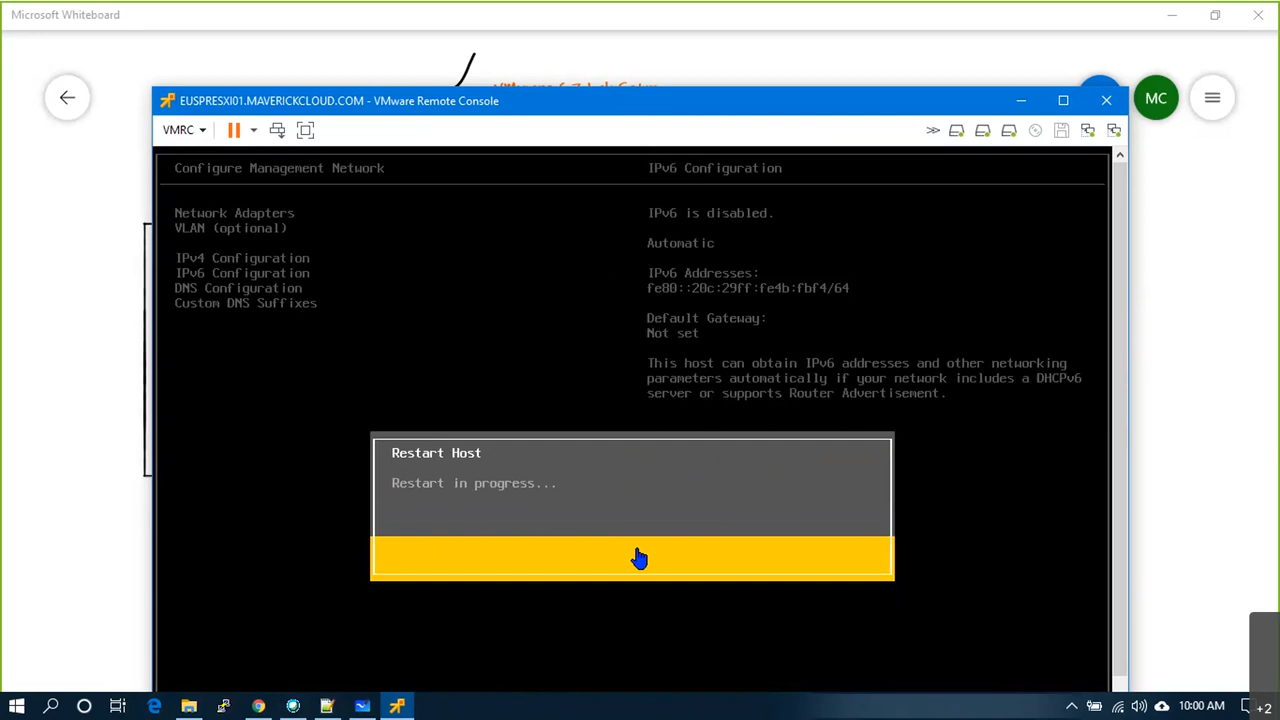 Microsoft Whiteboard
EUSPRESXI01.MAVERICKCLOUD.COM - VMware Remote Console
MC
VMRC
Configure Management Network
IPv6 Configuration
Network Adapters
VLAN (optional)
IPv4 Configuration
IPv6 Configuration
DNS Configuration
Custom DNS Suffixes
IPv6 is disabled.
Automatic
IPv6 Addresses:
fe80::20c:29ff:fe4b:fbf4/64
Default Gateway:
Not set
This host can obtain IPv6 addresses and other networking
parameters automatically if your network includes a DHCPv6
server or supports Router Advertisement.
Restart Host
Restart in progress...
10:00 AM
+2